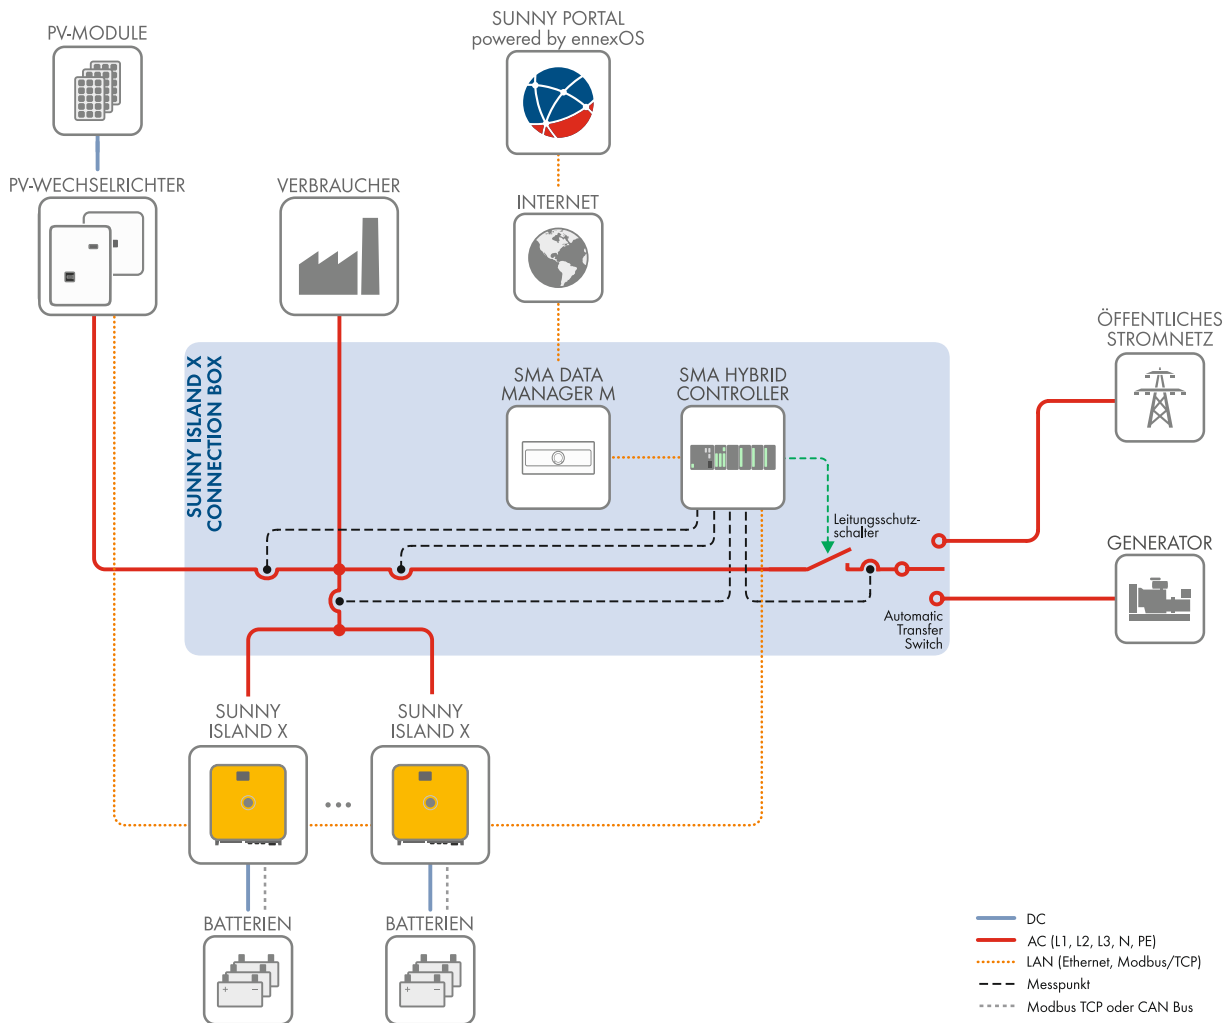 PV-MODULE
SUNNY PORTAL
powered by ennexOS
PV-WECHSELRICHTER
VERBRAUCHER
INTERNET
ÖFFENTLICHES
STROMNETZ
SUNNY ISLAND X
CONNECTION BOX
SMA DATA
MANAGER M
SMA HYBRID
CONTROLLER
Leitungsschutz-
schalter
GENERATOR
Automatic
Transfer
Switch
SUNNY
ISLAND X
SUNNY
ISLAND X
...
BATTERIEN
BATTERIEN
+ −
+ −
DC
AC (L1, L2, L3, N, PE)
LAN (Ethernet, Modbus/TCP)
Messpunkt
Modbus TCP oder CAN Bus